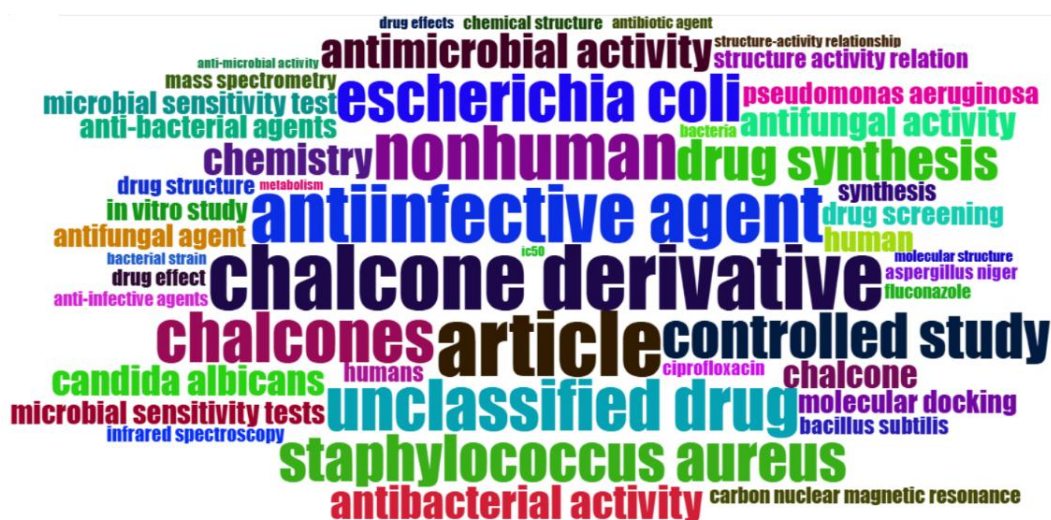 drug effects chemical structure antibiotic agent
antimicrobial activity structure-activity relationship
anti-microbial activity structure activity relation
mass spectrometry
microbial sensitivity test escherichia coli pseudomonas aeruginosa
anti-bacterial agents bacteria antifungal activity
chemistry nonhuman drug synthesis
drug structure metabolism synthesis
in vitro study antiinfective agent drug screening
antifungal agent human
bacterial strain ic50 molecular structure
drug effect chalcone derivative aspergillus niger
anti-infective agents fluconazole
chalcones article controlled study
candida albicans humans ciprofloxacin chalcone
microbial sensitivity tests unclassified drug molecular docking
infrared spectroscopy bacillus subtilis
staphylococcus aureus
antibacterial activity carbon nuclear magnetic resonance